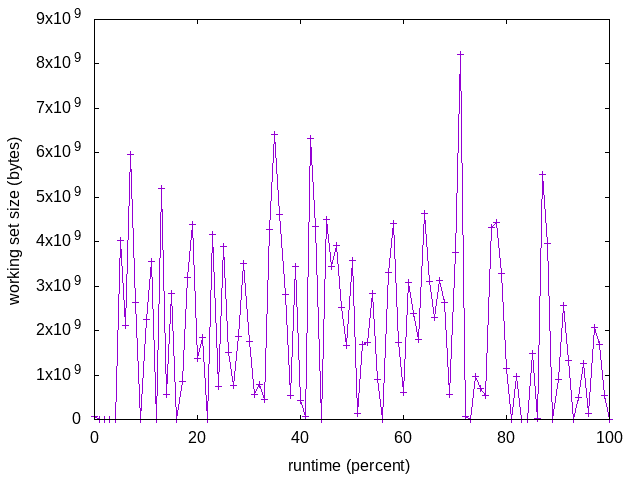 9x10^9
8x10^9
7x10^9
6x10^9
5x10^9
4x10^9
3x10^9
2x10^9
1x10^9
0
working set size (bytes)
0 20 40 60 80 100
runtime (percent)